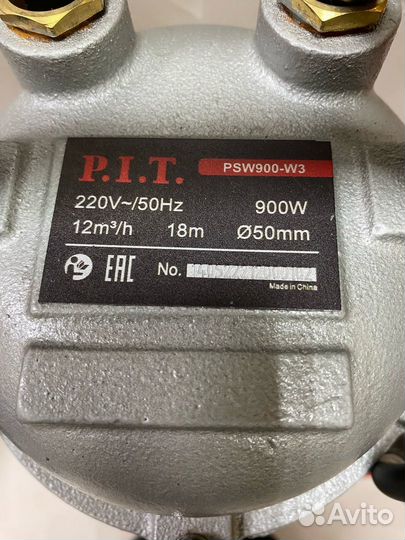 P.I.T. PSW900-W3
220V~/50Hz 900W
12m³/h 18m Ø50mm
EAC No.
Made in China
Avito